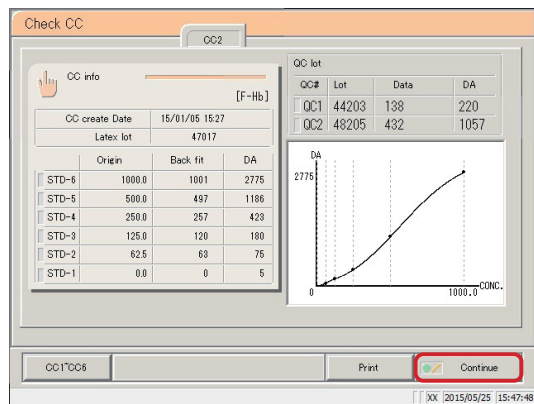 Check CC
CC2
CC info
[F-Hb]
CC create Date 15/01/05 15:27
Latex lot 47017
Origin Back fit DA
STD-6 1000.0 1001 2775
STD-5 500.0 497 1186
STD-4 250.0 257 423
STD-3 125.0 120 180
STD-2 62.5 63 75
STD-1 0.0 0 5
QC lot
QC# Lot Data DA
QC1 44203 138 220
QC2 48205 432 1057
DA
2775
0 1000.0 CONC.
CC1~CC6 Print Continue
XX 2015/05/25 15:47:48